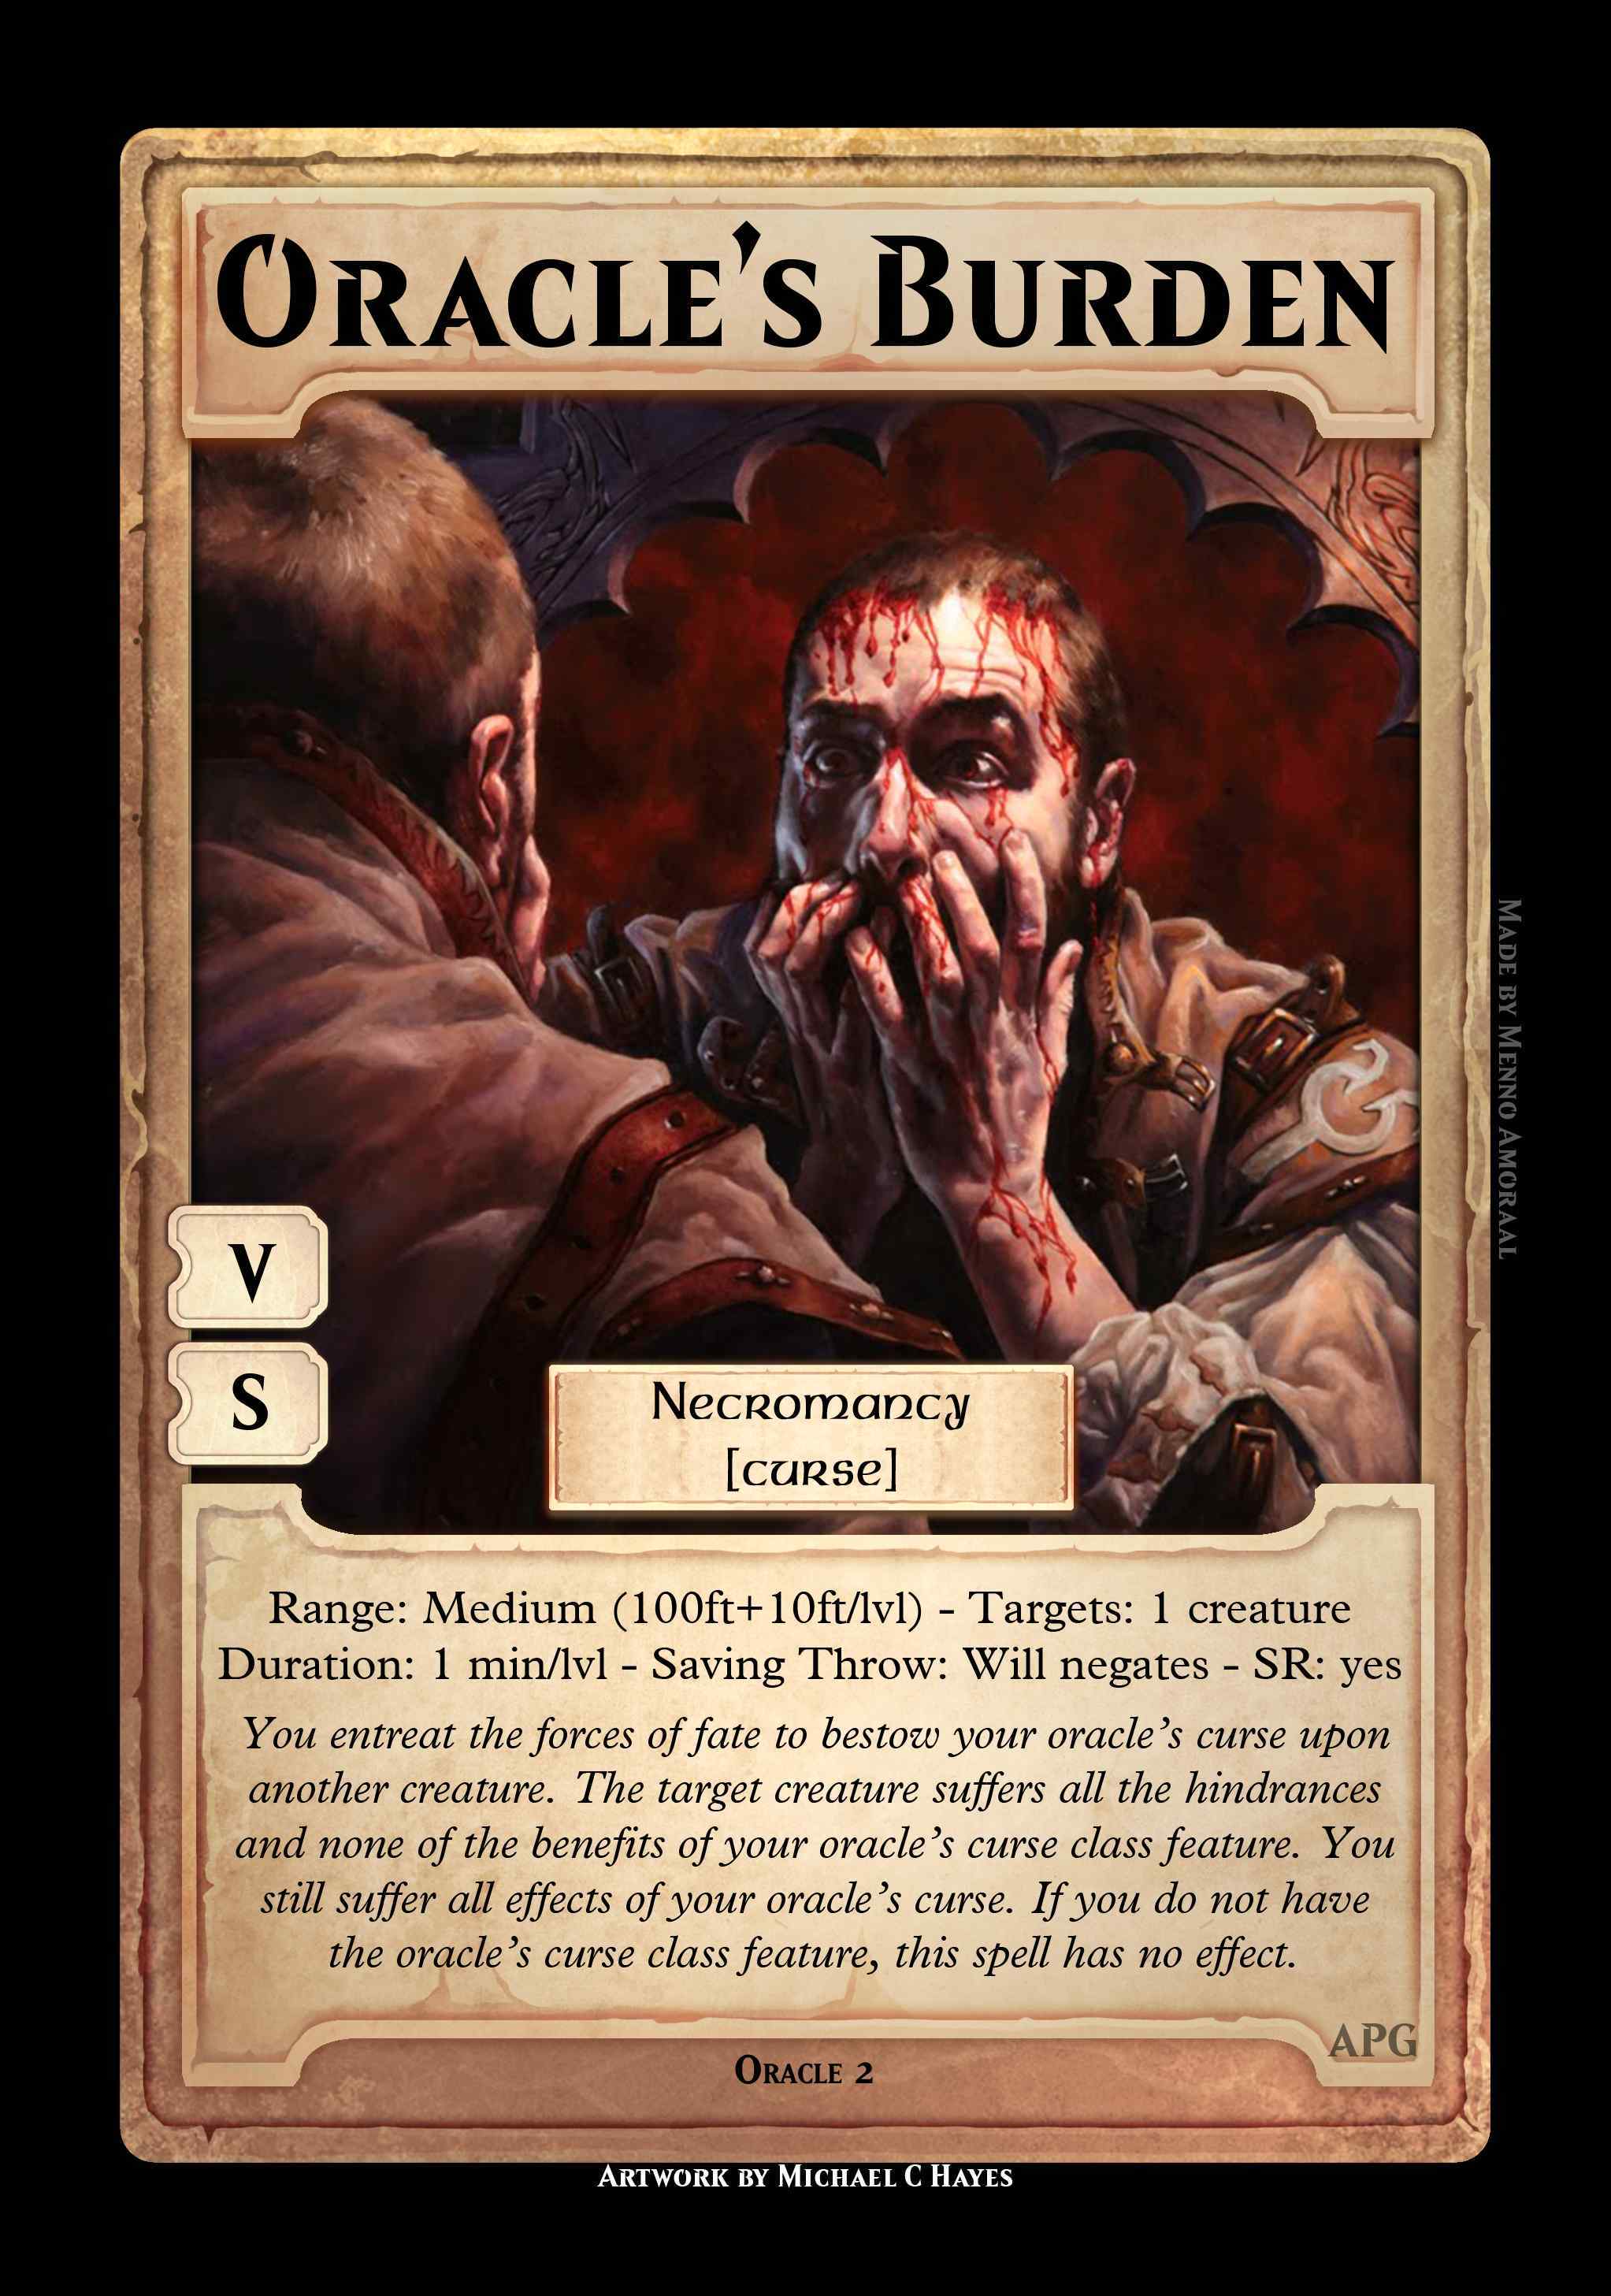 Oracle's Burden
Made by Menno Amoraal
V
S
Necromancy
[curse]
Range: Medium (100ft+10ft/lvl) - Targets: 1 creature
Duration: 1 min/lvl - Saving Throw: Will negates - SR: yes
You entreat the forces of fate to bestow your oracle's curse upon
another creature. The target creature suffers all the hindrances
and none of the benefits of your oracle's curse class feature. You
still suffer all effects of your oracle's curse. If you do not have
the oracle's curse class feature, this spell has no effect.
APG
Oracle 2
Artwork by Michael C Hayes